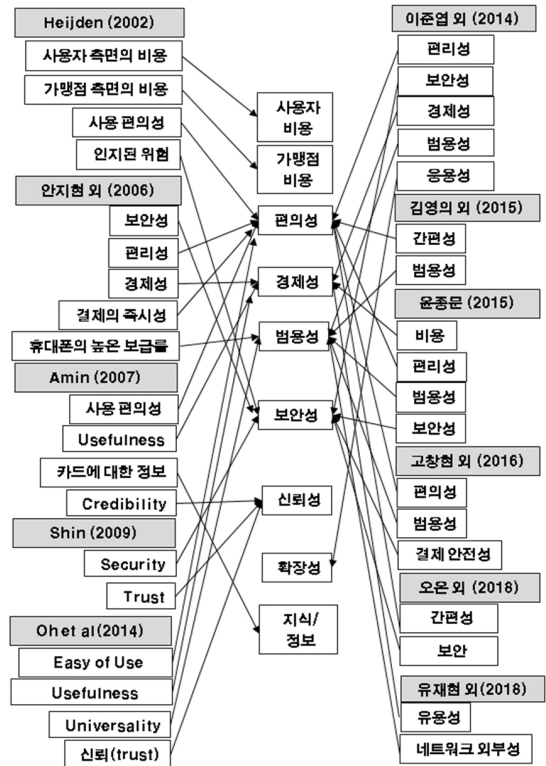 Heijden (2002)
사용자 측면의 비용
가맹점 측면의 비용
사용 편의성
인지된 위험
안지현 외 (2006)
보안성
편리성
경제성
결제의 즉시성
휴대폰의 높은 보급률
Amin (2007)
사용 편의성
Usefulness
카드에 대한 정보
Credibility
Shin (2009)
Security
Trust
Oh et al(2014)
Easy of Use
Usefulness
Universality
신뢰(trust)
사용자
비용
가맹점
비용
편의성
경제성
범용성
보안성
신뢰성
확장성
지식/
정보
이준엽 외 (2014)
편리성
보안성
경제성
범용성
응용성
김영의 외 (2015)
간편성
범용성
윤종문 (2015)
비용
편리성
범용성
보안성
고창현 외 (2016)
편의성
범용성
결제 안전성
오온 외 (2018)
간편성
보안
유재현 외(2018)
유용성
네트워크 외부성